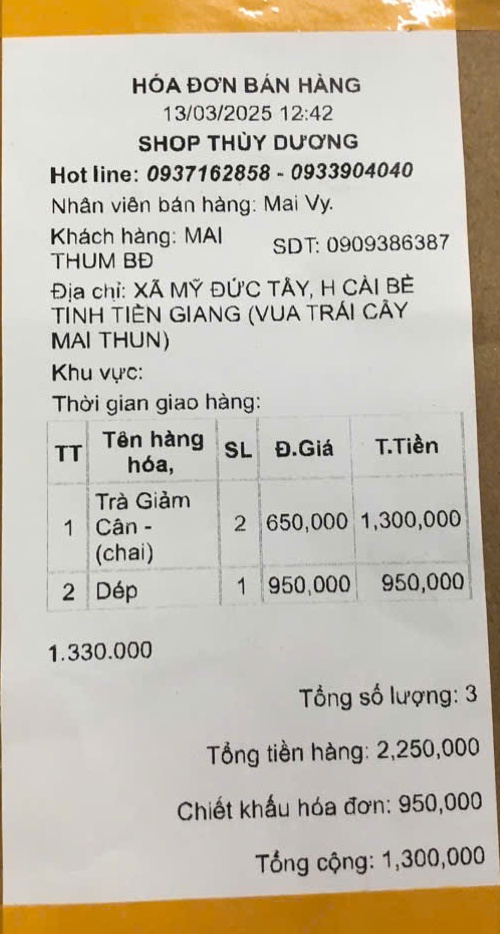 HÓA ĐƠN BÁN HÀNG
13/03/2025 12:42
SHOP THÙY DƯƠNG
Hot line: 0937162858 - 0933904040
Nhân viên bán hàng: Mai Vy.
Khách hàng: MAI THUM BĐ SDT: 0909386387
Địa chỉ: XÃ MỸ ĐỨC TÂY, H CÀI BÈ
TINH TIỀN GIANG (VUA TRÁI CÂY
MAI THUN)
Khu vực:
Thời gian giao hàng:
TT Tên hàng hóa, SL Đ.Giá T.Tiền
1 Trà Giảm Cân - (chai) 2 650,000 1,300,000
2 Dép 1 950,000 950,000
1.330.000
Tổng số lượng: 3
Tổng tiền hàng: 2,250,000
Chiết khấu hóa đơn: 950,000
Tổng cộng: 1,300,000